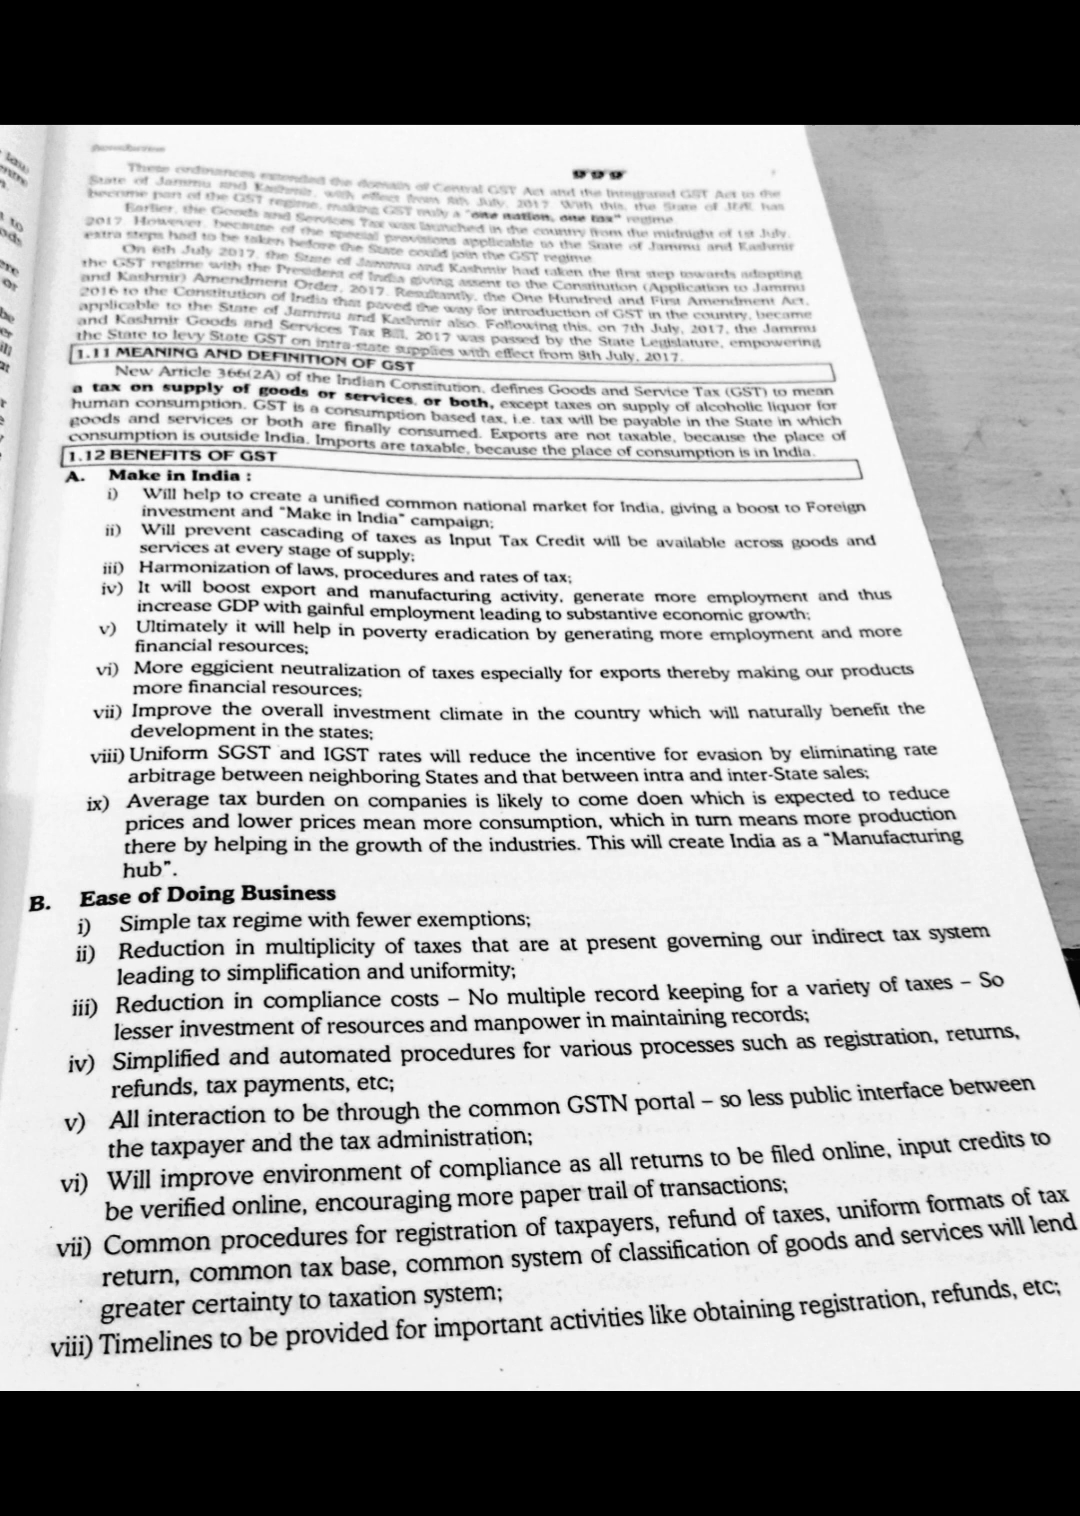 These ordinances extended the domain of Central GST Act and the Integrated GST Act to the
State of Jammu and Kashmir, with effect from 8th July, 2017. With this, the State of J&K has
become part of the GST regime, making GST truly a "one nation, one tax" regime.
Earlier, the Goods and Services Tax was launched in the country from the midnight of 1st July,
2017. However, because of the special provisions applicable to the State of Jammu and Kashmir
extra steps had to be taken before the State could join the GST regime.
On 6th July 2017, the State of Jammu and Kashmir had taken the first step towards adopting
the GST regime with the President of India giving assent to the Constitution (Application to Jammu
and Kashmir) Amendment Order, 2017. Resultantly, the One Hundred and First Amendment Act,
2016 to the Constitution of India that paved the way for introduction of GST in the country, became
applicable to the State of Jammu and Kashmir also. Following this, on 7th July, 2017, the Jammu
and Kashmir Goods and Services Tax Bill, 2017 was passed by the State Legislature, empowering
the State to levy State GST on intra-state supplies with effect from 8th July, 2017.
1.11 MEANING AND DEFINITION OF GST
New Article 366(2A) of the Indian Constitution, defines Goods and Service Tax (GST) to mean
a tax on supply of goods or services, or both, except taxes on supply of alcoholic liquor for
human consumption. GST is a consumption based tax, i.e. tax will be payable in the State in which
goods and services or both are finally consumed. Exports are not taxable, because the place of
consumption is outside India. Imports are taxable, because the place of consumption is in India.
1.12 BENEFITS OF GST
A. Make in India :
i) Will help to create a unified common national market for India, giving a boost to Foreign
investment and "Make in India" campaign;
ii) Will prevent cascading of taxes as Input Tax Credit will be available across goods and
services at every stage of supply;
iii) Harmonization of laws, procedures and rates of tax;
iv) It will boost export and manufacturing activity, generate more employment and thus
increase GDP with gainful employment leading to substantive economic growth;
v) Ultimately it will help in poverty eradication by generating more employment and more
financial resources;
vi) More eggicient neutralization of taxes especially for exports thereby making our products
more financial resources;
vii) Improve the overall investment climate in the country which will naturally benefit the
development in the states;
viii) Uniform SGST and IGST rates will reduce the incentive for evasion by eliminating rate
arbitrage between neighboring States and that between intra and inter-State sales;
ix) Average tax burden on companies is likely to come doen which is expected to reduce
prices and lower prices mean more consumption, which in turn means more production
there by helping in the growth of the industries. This will create India as a "Manufacturing
hub".
B. Ease of Doing Business
i) Simple tax regime with fewer exemptions;
ii) Reduction in multiplicity of taxes that are at present governing our indirect tax system
leading to simplification and uniformity;
iii) Reduction in compliance costs – No multiple record keeping for a variety of taxes – So
lesser investment of resources and manpower in maintaining records;
iv) Simplified and automated procedures for various processes such as registration, returns,
refunds, tax payments, etc;
v) All interaction to be through the common GSTN portal – so less public interface between
the taxpayer and the tax administration;
vi) Will improve environment of compliance as all returns to be filed online, input credits to
be verified online, encouraging more paper trail of transactions;
vii) Common procedures for registration of taxpayers, refund of taxes, uniform formats of tax
return, common tax base, common system of classification of goods and services will lend
greater certainty to taxation system;
viii) Timelines to be provided for important activities like obtaining registration, refunds, etc;